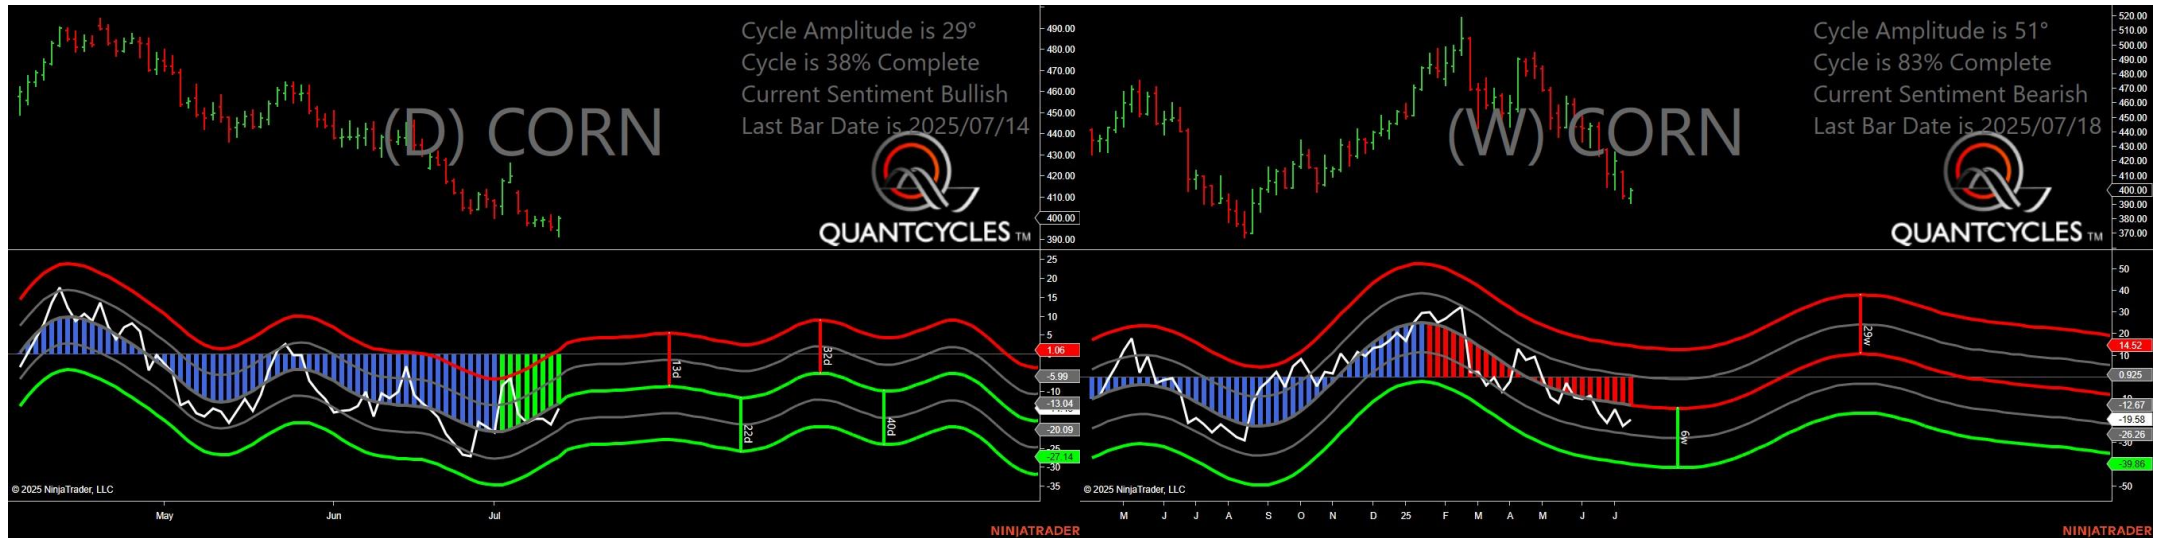 Cycle Amplitude is 29°
Cycle is 38% Complete
Current Sentiment Bullish
Last Bar Date is 2025/07/14
(D) CORN
QUANTCYCLES TM
490.00
480.00
470.00
460.00
450.00
440.00
430.00
420.00
410.00
400.00
390.00
25
20
15
10
5
1.06
-5.99
-10
-13.04
-20.09
-25
-27.14
-30
-35
13d
22d
32d
40d
© 2025 NinjaTrader, LLC
May
Jun
Jul
NINJATRADER
Cycle Amplitude is 51°
Cycle is 83% Complete
Current Sentiment Bearish
Last Bar Date is 2025/07/18
(W) CORN
QUANTCYCLES TM
520.00
510.00
500.00
490.00
480.00
470.00
460.00
450.00
440.00
430.00
420.00
410.00
400.00
390.00
380.00
370.00
50
40
30
20
14.52
10
0.925
-12.67
-19.58
-26.26
-30
-39.86
-50
6w
29w
© 2025 NinjaTrader, LLC
M J J A S O N D 25 F M A M J J
NINJATRADER